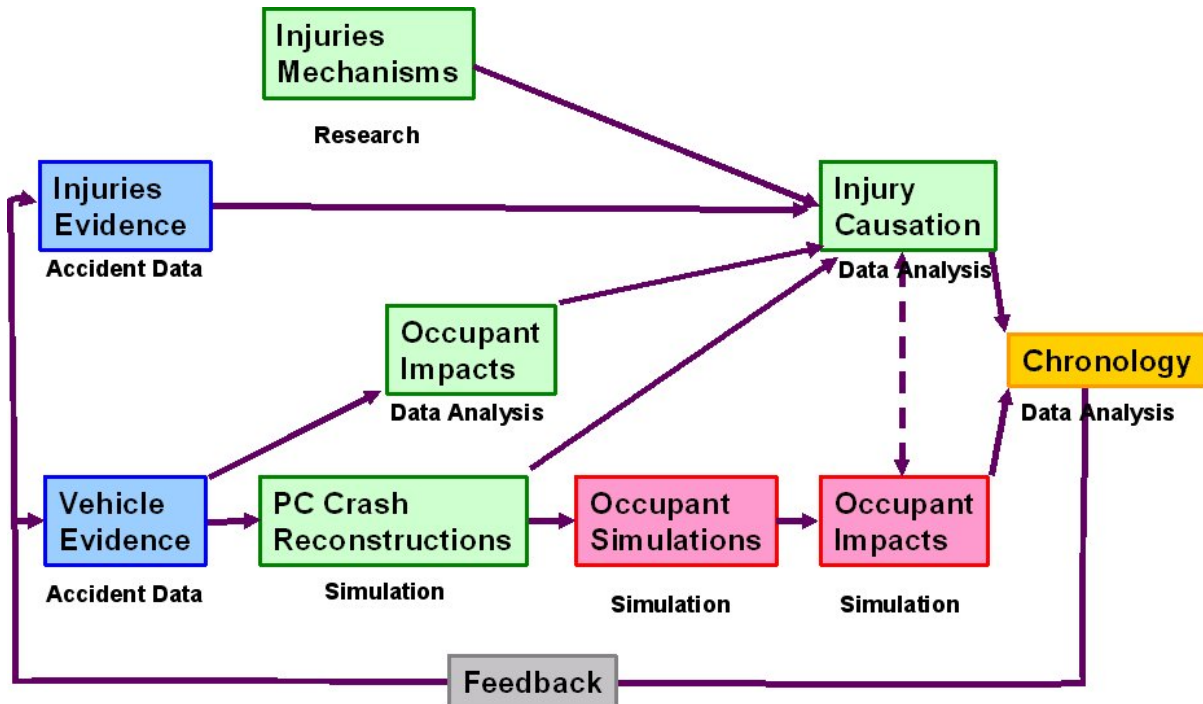 Injuries
Mechanisms
Research
Injuries
Evidence
Accident Data
Injury
Causation
Data Analysis
Occupant
Impacts
Data Analysis
Chronology
Data Analysis
Vehicle
Evidence
Accident Data
PC Crash
Reconstructions
Simulation
Occupant
Simulations
Simulation
Occupant
Impacts
Simulation
Feedback